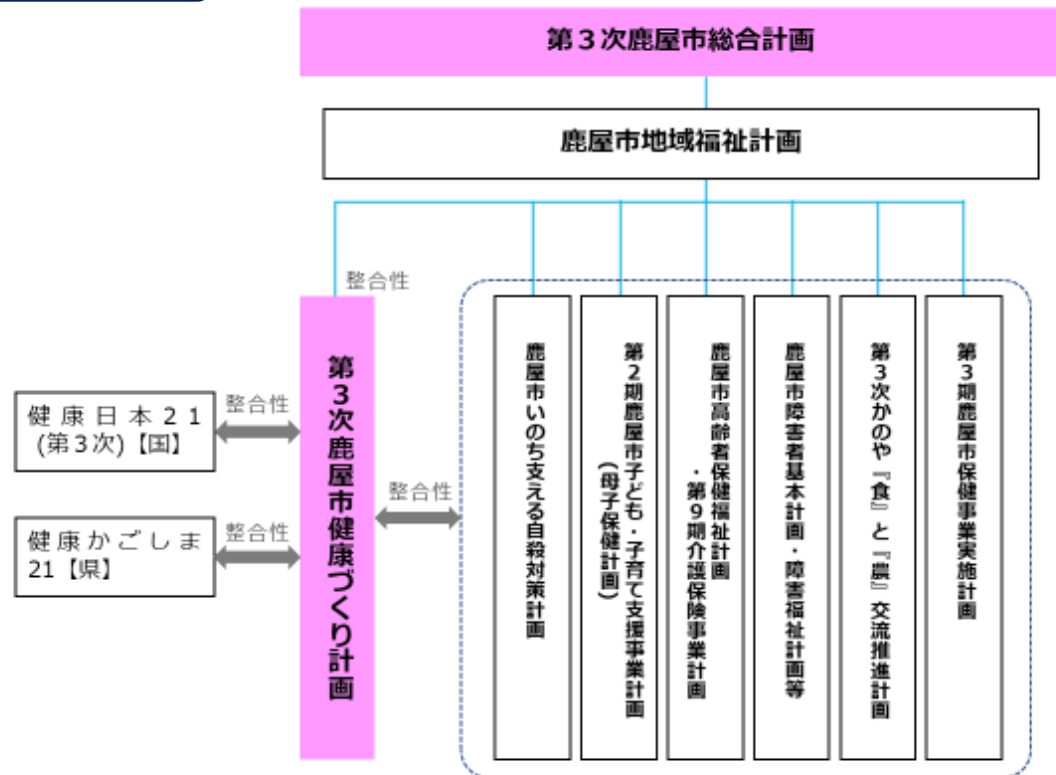 第３次鹿屋市総合計画
鹿屋市地域福祉計画
整合性
健康日本２１
(第３次)【国】
整合性
健康かごしま
21【県】
整合性
第３次鹿屋市健康づくり計画
整合性
鹿屋市いのち支える自殺対策計画
第２期鹿屋市子ども・子育て支援事業計画
（母子保健計画）
鹿屋市高齢者保健福祉計画
・第９期介護保険事業計画
鹿屋市障害者基本計画・障害福祉計画等
第３次かのや『食』と『農』交流推進計画
第３期鹿屋市保健事業実施計画